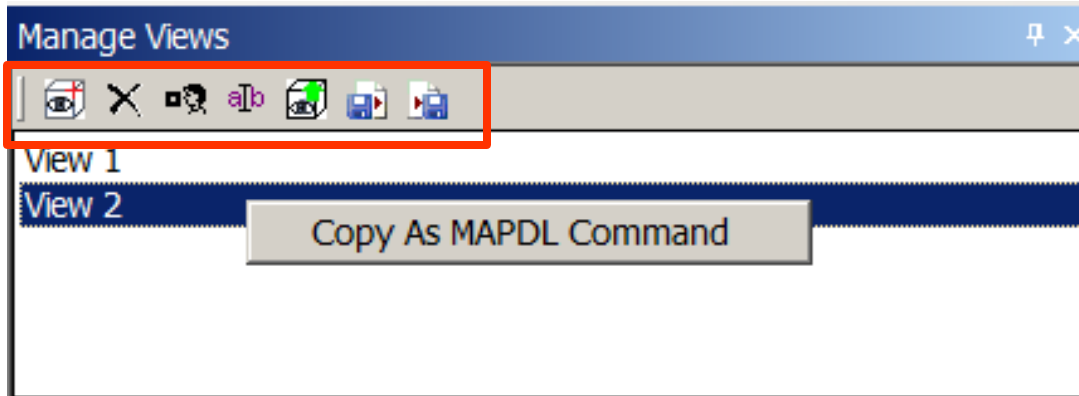 Manage Views
a b
View 1
View 2
Copy As MAPDL Command